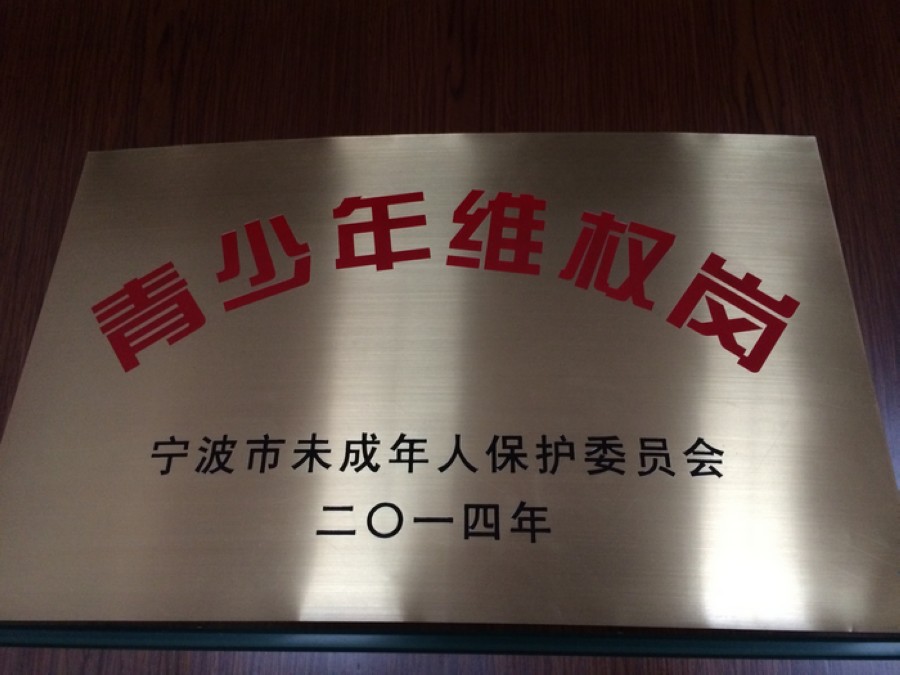 青少年维权岗
宁波市未成年人保护委员会
二〇一四年